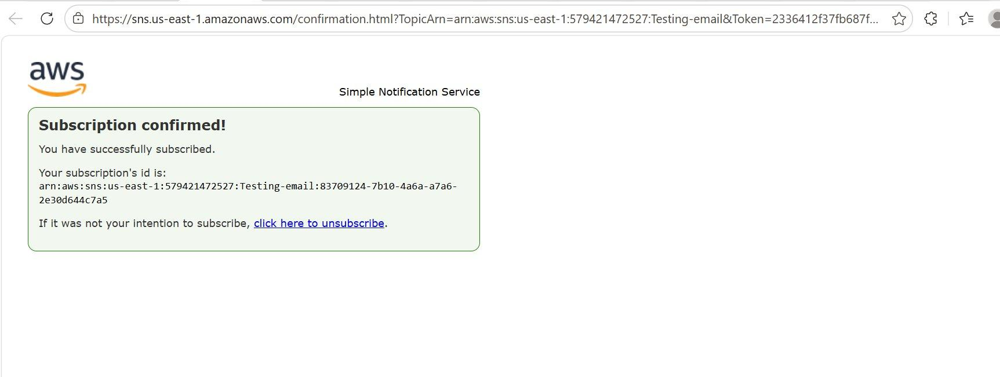 https://sns.us-east-1.amazonaws.com/confirmation.html?TopicArn=arn:aws:sns:us-east-1:579421472527:Testing-email&Token=2336412f37fb687f...
aws
Simple Notification Service
Subscription confirmed!
You have successfully subscribed.
Your subscription's id is:
arn:aws:sns:us-east-1:579421472527:Testing-email:83709124-7b10-4a6a-a7a6-
2e30d644c7a5
If it was not your intention to subscribe, click here to unsubscribe.